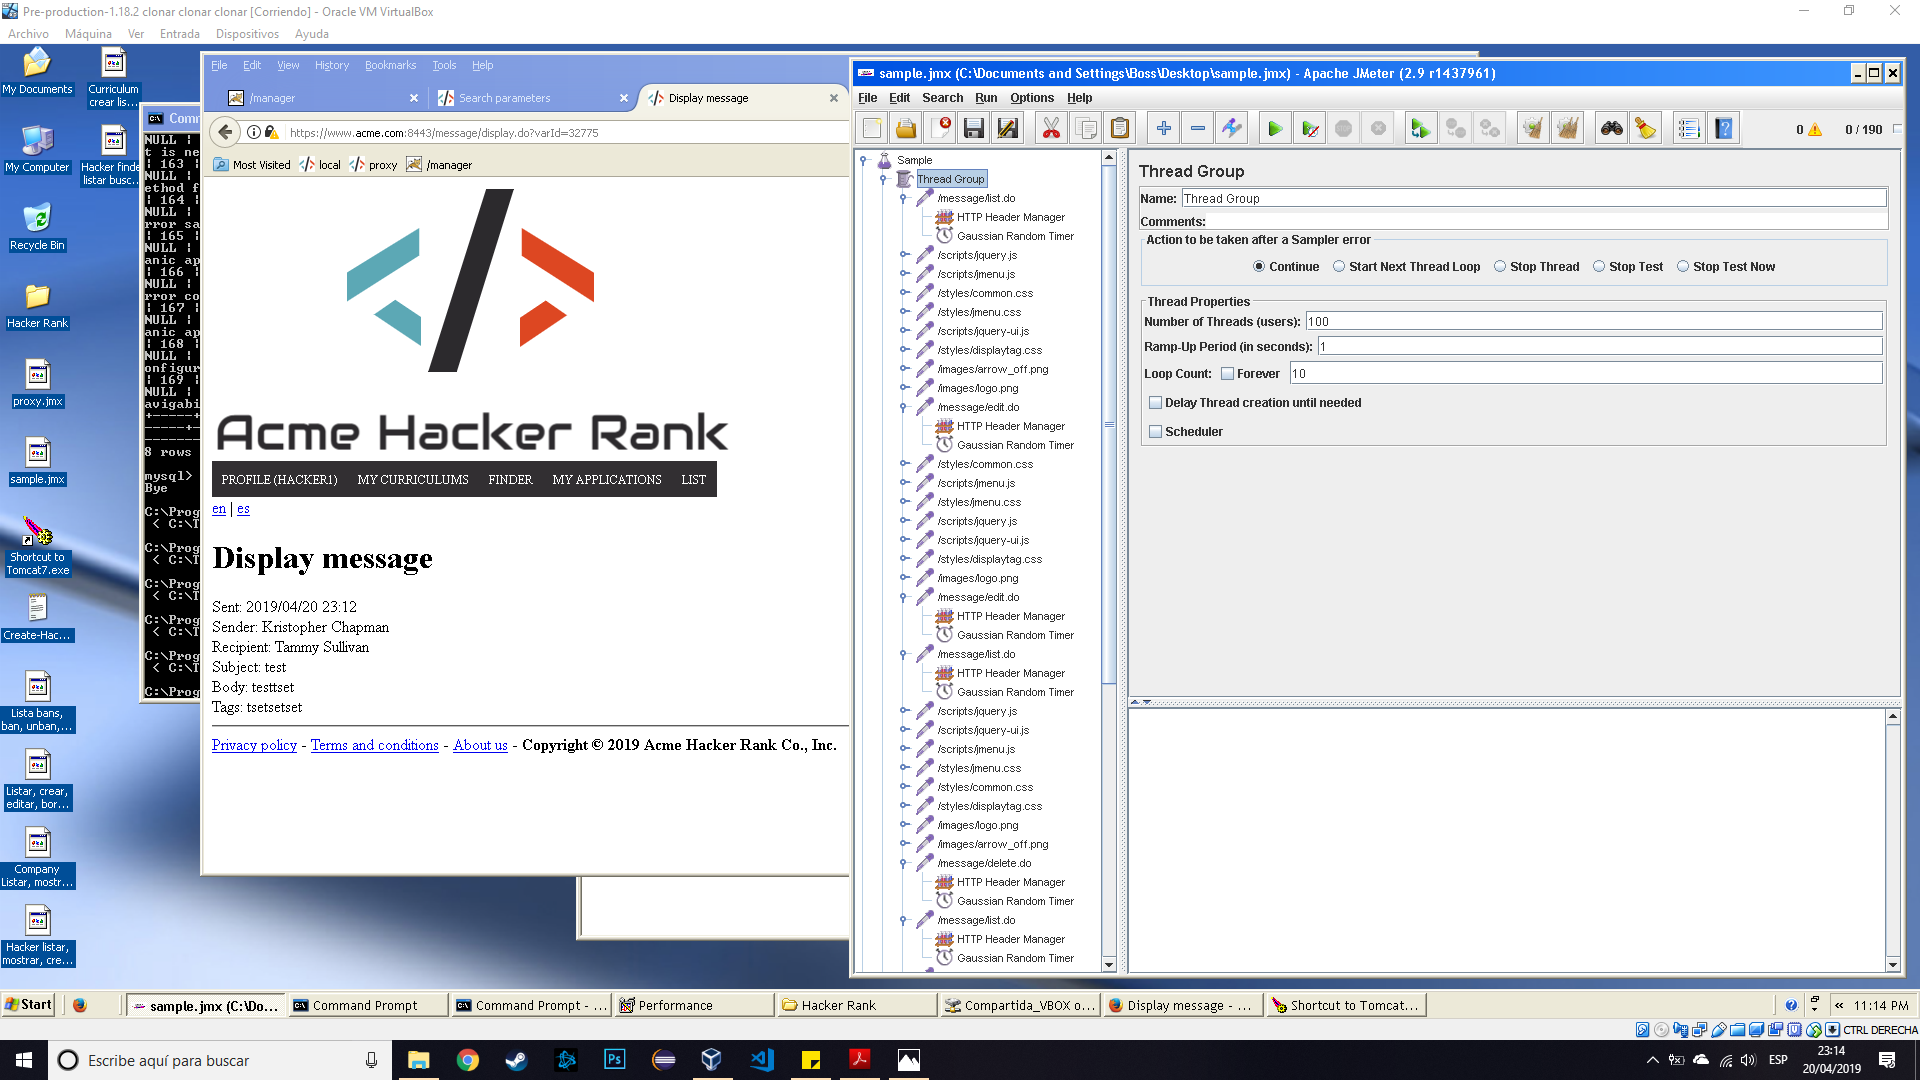 Pre-production-1.18.2 clonar clonar clonar [Corriendo] - Oracle VM VirtualBox
Archivo Máquina Ver Entrada Dispositivos Ayuda
My Documents
Curriculum crear lis...
My Computer
Hacker finde listar busc...
Recycle Bin
Hacker Rank
proxy.jmx
sample.jmx
Shortcut to Tomcat7.exe
Create-Hac...
Lista bans, ban, unban,...
Listar, crear, editar, bor...
Company Listar, mostr...
Hacker listar, mostrar, cre...
Comm
NULL ¦
t is ne
¦ 163 ¦
ethod f
¦ 164 ¦
NULL ¦
rror sa
¦ 165 ¦
NULL ¦
anic ap
¦ 166 ¦
NULL ¦
rror co
¦ 167 ¦
NULL ¦
anic ap
¦ 168 ¦
NULL ¦
onfigur
¦ 169 ¦
NULL ¦
avigabi
8 rows
mysql>
Bye
C:\Prog
< C:\T
C:\Prog
< C:\T
C:\Prog
< C:\T
C:\Prog
< C:\T
C:\Prog
< C:\T
C:\Prog
File Edit View History Bookmarks Tools Help
/manager
Search parameters
Display message
https://www.acme.com:8443/message/display.do?varId=32775
Most Visited local proxy /manager
Acme Hacker Rank
PROFILE (HACKER1) MY CURRICULUMS FINDER MY APPLICATIONS LIST
en | es
Display message
Sent: 2019/04/20 23:12
Sender: Kristopher Chapman
Recipient: Tammy Sullivan
Subject: test
Body: testtset
Tags: tsetsetset
Privacy policy - Terms and conditions - About us - Copyright © 2019 Acme Hacker Rank Co., Inc.
sample.jmx (C:\Documents and Settings\Boss\Desktop\sample.jmx) - Apache JMeter (2.9 r1437961)
File Edit Search Run Options Help
0 0 / 190
Sample
Thread Group
/message/list.do
HTTP Header Manager
Gaussian Random Timer
/scripts/jquery.js
/scripts/jmenu.js
/styles/common.css
/styles/jmenu.css
/scripts/jquery-ui.js
/styles/displaytag.css
/images/arrow_off.png
/images/logo.png
/message/edit.do
HTTP Header Manager
Gaussian Random Timer
/styles/common.css
/scripts/jmenu.js
/styles/jmenu.css
/scripts/jquery.js
/scripts/jquery-ui.js
/styles/displaytag.css
/images/logo.png
/message/edit.do
HTTP Header Manager
Gaussian Random Timer
/message/list.do
HTTP Header Manager
Gaussian Random Timer
/scripts/jquery.js
/scripts/jquery-ui.js
/scripts/jmenu.js
/styles/jmenu.css
/styles/common.css
/styles/displaytag.css
/images/logo.png
/images/arrow_off.png
/message/delete.do
HTTP Header Manager
Gaussian Random Timer
/message/list.do
HTTP Header Manager
Gaussian Random Timer
Thread Group
Name: Thread Group
Comments:
Action to be taken after a Sampler error
Continue Start Next Thread Loop Stop Thread Stop Test Stop Test Now
Thread Properties
Number of Threads (users): 100
Ramp-Up Period (in seconds): 1
Loop Count: Forever 10
Delay Thread creation until needed
Scheduler
Start
sample.jmx (C:\Do...
Command Prompt
Command Prompt - ...
Performance
Hacker Rank
Compartida_VBOX o...
Display message - ...
Shortcut to Tomcat...
« 11:14 PM
CTRL DERECHA
Escribe aquí para buscar
ESP
23:14
20/04/2019